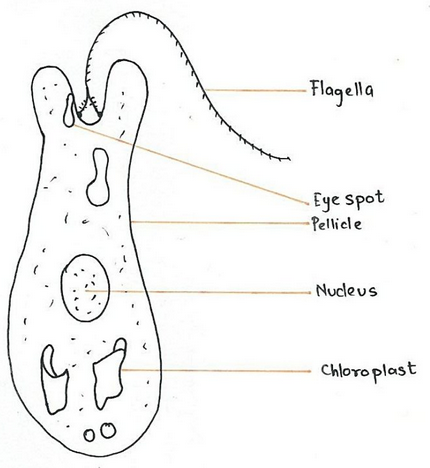 Flagella
Eye spot
Pellicle
Nucleus
Chloroplast